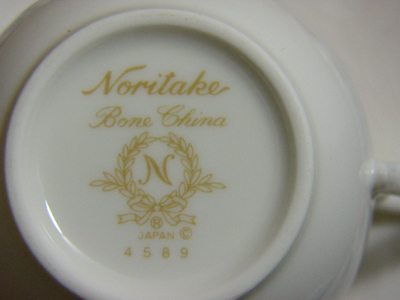 Noritake
Bone China
N
®
JAPAN ©
4589